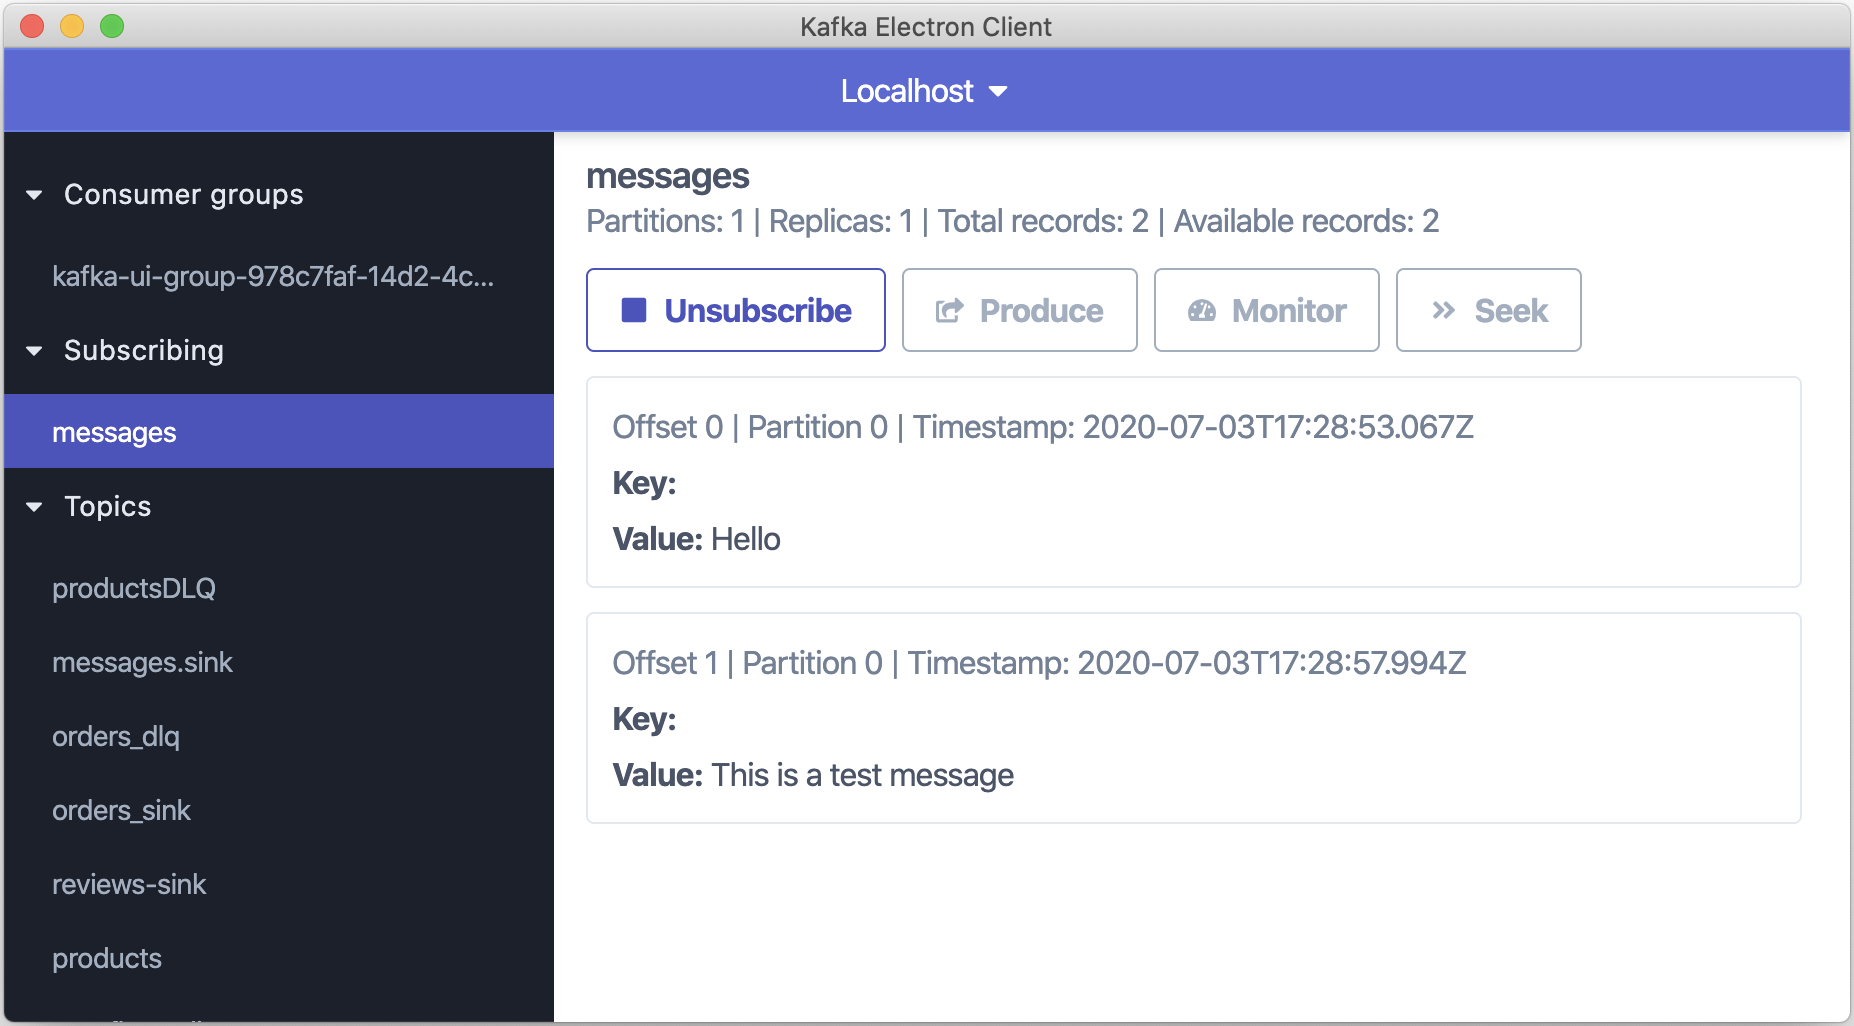 Kafka Electron Client
Localhost
Consumer groups
kafka-ui-group-978c7faf-14d2-4c...
Subscribing
messages
Topics
productsDLQ
messages.sink
orders_dlq
orders_sink
reviews-sink
products
messages
Partitions: 1 | Replicas: 1 | Total records: 2 | Available records: 2
Unsubscribe Produce Monitor Seek
Offset 0 | Partition 0 | Timestamp: 2020-07-03T17:28:53.067Z
Key:
Value: Hello
Offset 1 | Partition 0 | Timestamp: 2020-07-03T17:28:57.994Z
Key:
Value: This is a test message